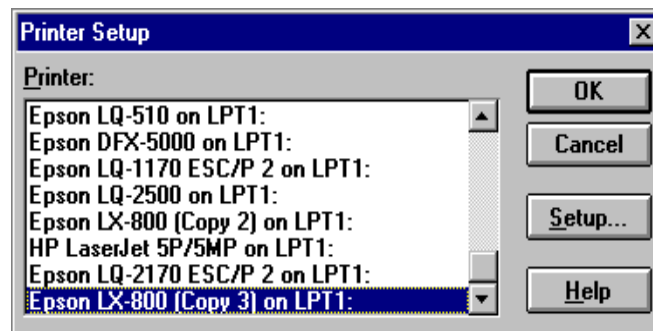 Printer Setup
Printer:
Epson LQ-510 on LPT1:
Epson DFX-5000 on LPT1:
Epson LQ-1170 ESC/P 2 on LPT1:
Epson LQ-2500 on LPT1:
Epson LX-800 (Copy 2) on LPT1:
HP LaserJet 5P/5MP on LPT1:
Epson LQ-2170 ESC/P 2 on LPT1:
Epson LX-800 (Copy 3) on LPT1:
OK
Cancel
Setup...
Help